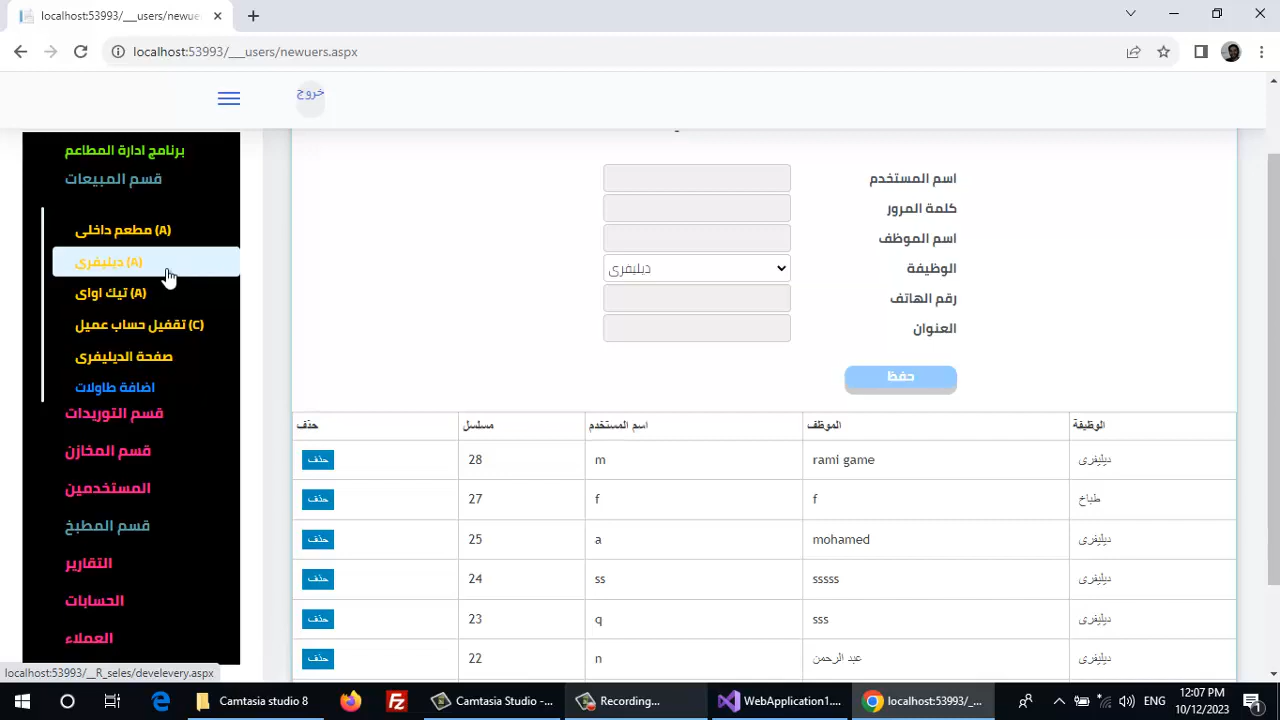 localhost:53993/___users/newue
localhost:53993/___users/newuers.aspx
خروج
برنامج ادارة المطاعم
قسم المبيعات
(A) مطعم داخلى
(A) ديليفري
(A) تيك اواى
(C) تقفيل حساب عميل
صفحة الديليفرى
اضافة طاولات
قسم التوريدات
قسم المخازن
المستخدمين
قسم المطبخ
التقارير
الحسابات
العملاء
اسم المستخدم
كلمة المرور
اسم الموظف
الوظيفة
ديليفرى
رقم الهاتف
العنوان
حفظ
حذف مسلسل اسم المستخدم الموظف الوظيفة
حذف 28 m rami game ديليفرى
حذف 27 f f طباخ
حذف 25 a mohamed ديليفرى
حذف 24 ss sssss ديليفرى
حذف 23 q sss ديليفرى
حذف 22 n عبد الرحمن ديليفرى
localhost:53993/__R_seles/develevery.aspx
Camtasia studio 8
Camtasia Studio -...
Recording...
WebApplication1....
localhost:53993/_...
ENG
12:07 PM
10/12/2023
1